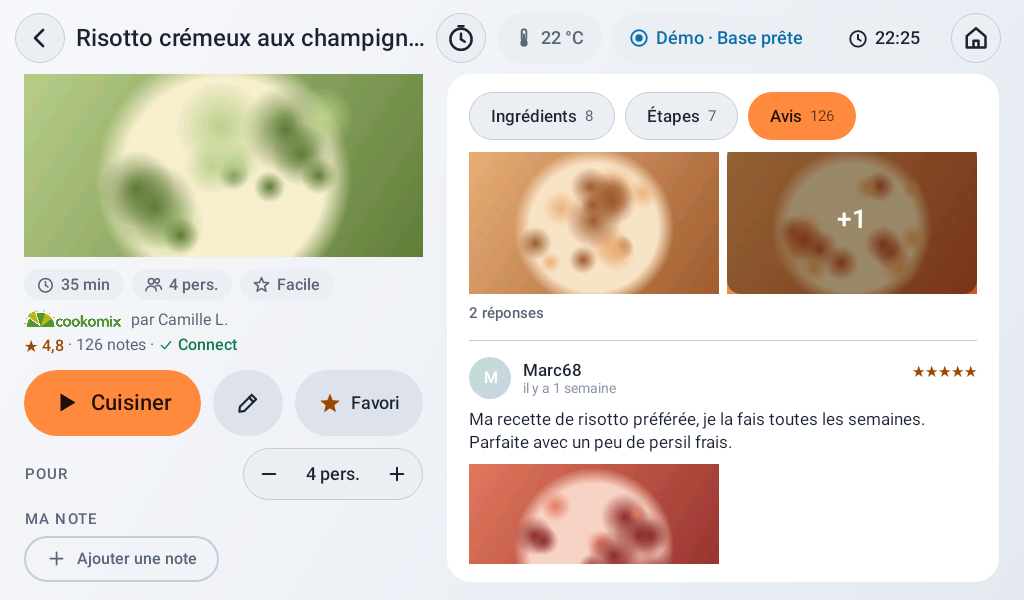 Risotto crémeux aux champign…
22 °C
Démo · Base prête
22:25
35 min
4 pers.
Facile
cookomix par Camille L.
★ 4,8 · 126 notes · ✓ Connect
Cuisiner
Favori
POUR
− 4 pers. +
MA NOTE
+ Ajouter une note
Ingrédients 8
Étapes 7
Avis 126
+1
2 réponses
M
Marc68
★★★★★
il y a 1 semaine
Ma recette de risotto préférée, je la fais toutes les semaines.
Parfaite avec un peu de persil frais.